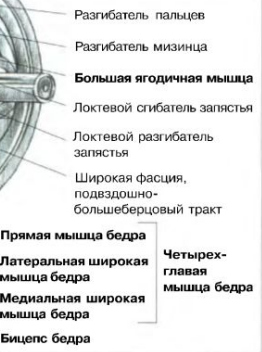 Разгибатель пальцев
Разгибатель мизинца
Большая ягодичная мышца
Локтевой сгибатель запястья
Локтевой разгибатель
запястья
Широкая фасция,
подвздошно-
большеберцовый тракт
Прямая мышца бедра
Латеральная широкая
мышца бедра
Медиальная широкая
мышца бедра
Четырех-
главая
мышца бедра
Бицепс бедра